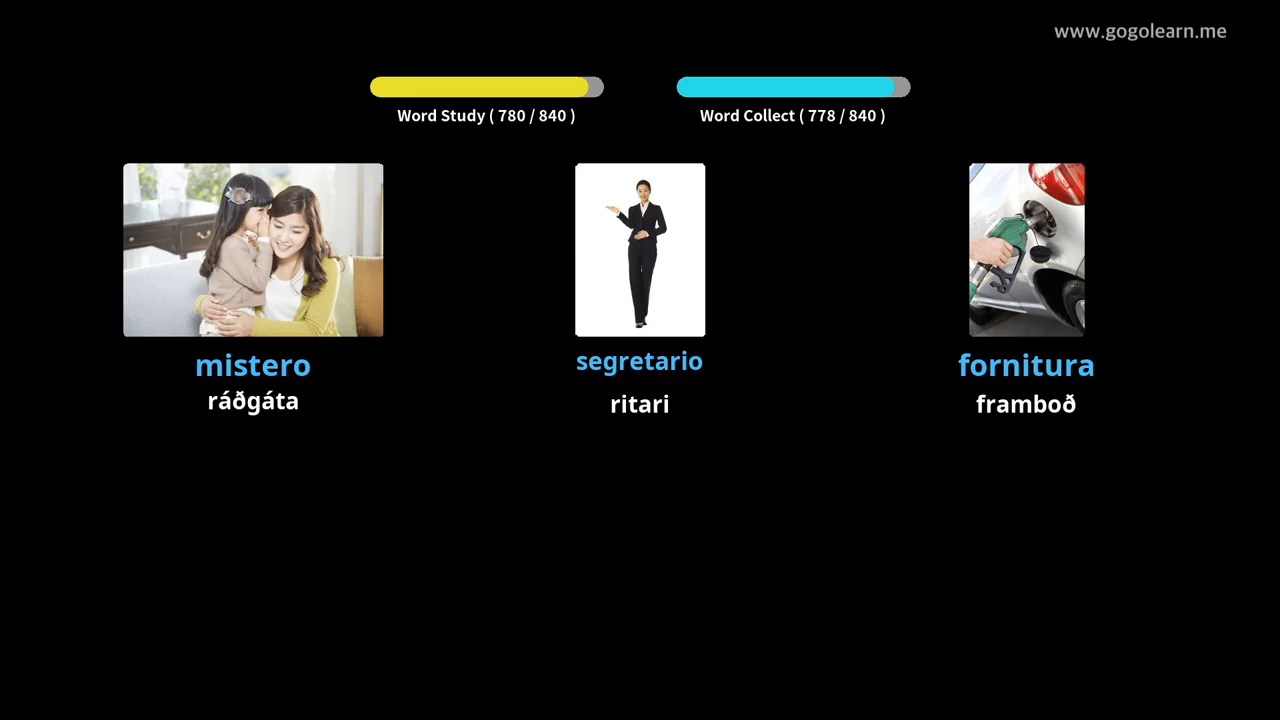 www.gogolearn.me
Word Study ( 780 / 840 )
Word Collect ( 778 / 840 )
mistero
ráðgáta
segretario
ritari
fornitura
framboð